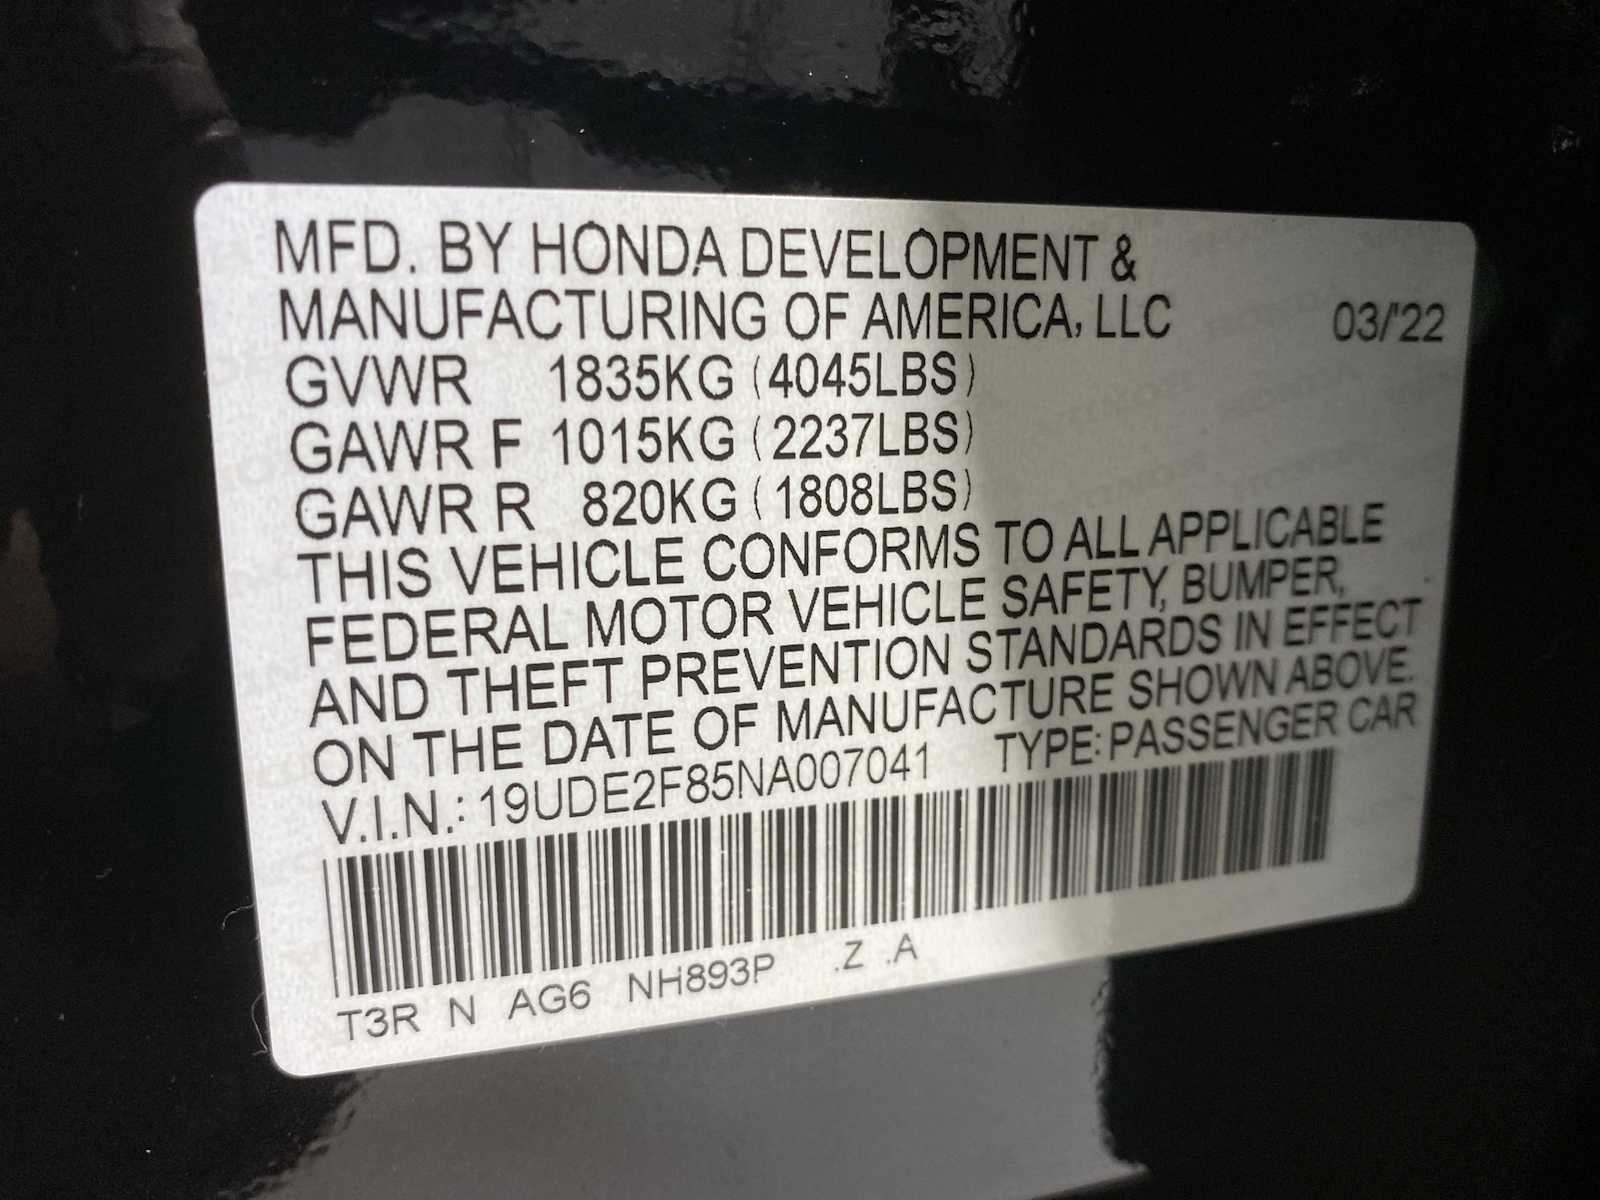 MFD. BY HONDA DEVELOPMENT &
MANUFACTURING OF AMERICA, LLC 03/'22
GVWR 1835KG (4045LBS)
GAWR F 1015KG (2237LBS)
GAWR R 820KG (1808LBS)
THIS VEHICLE CONFORMS TO ALL APPLICABLE
FEDERAL MOTOR VEHICLE SAFETY, BUMPER,
AND THEFT PREVENTION STANDARDS IN EFFECT
ON THE DATE OF MANUFACTURE SHOWN ABOVE.
V.I.N.: 19UDE2F85NA007041 TYPE: PASSENGER CAR
T3R N AG6 NH893P .Z .A